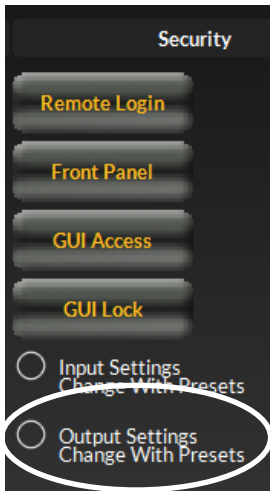 Security
Remote Login
Front Panel
GUI Access
GUI Lock
Input Settings
Change With Presets
Output Settings
Change With Presets